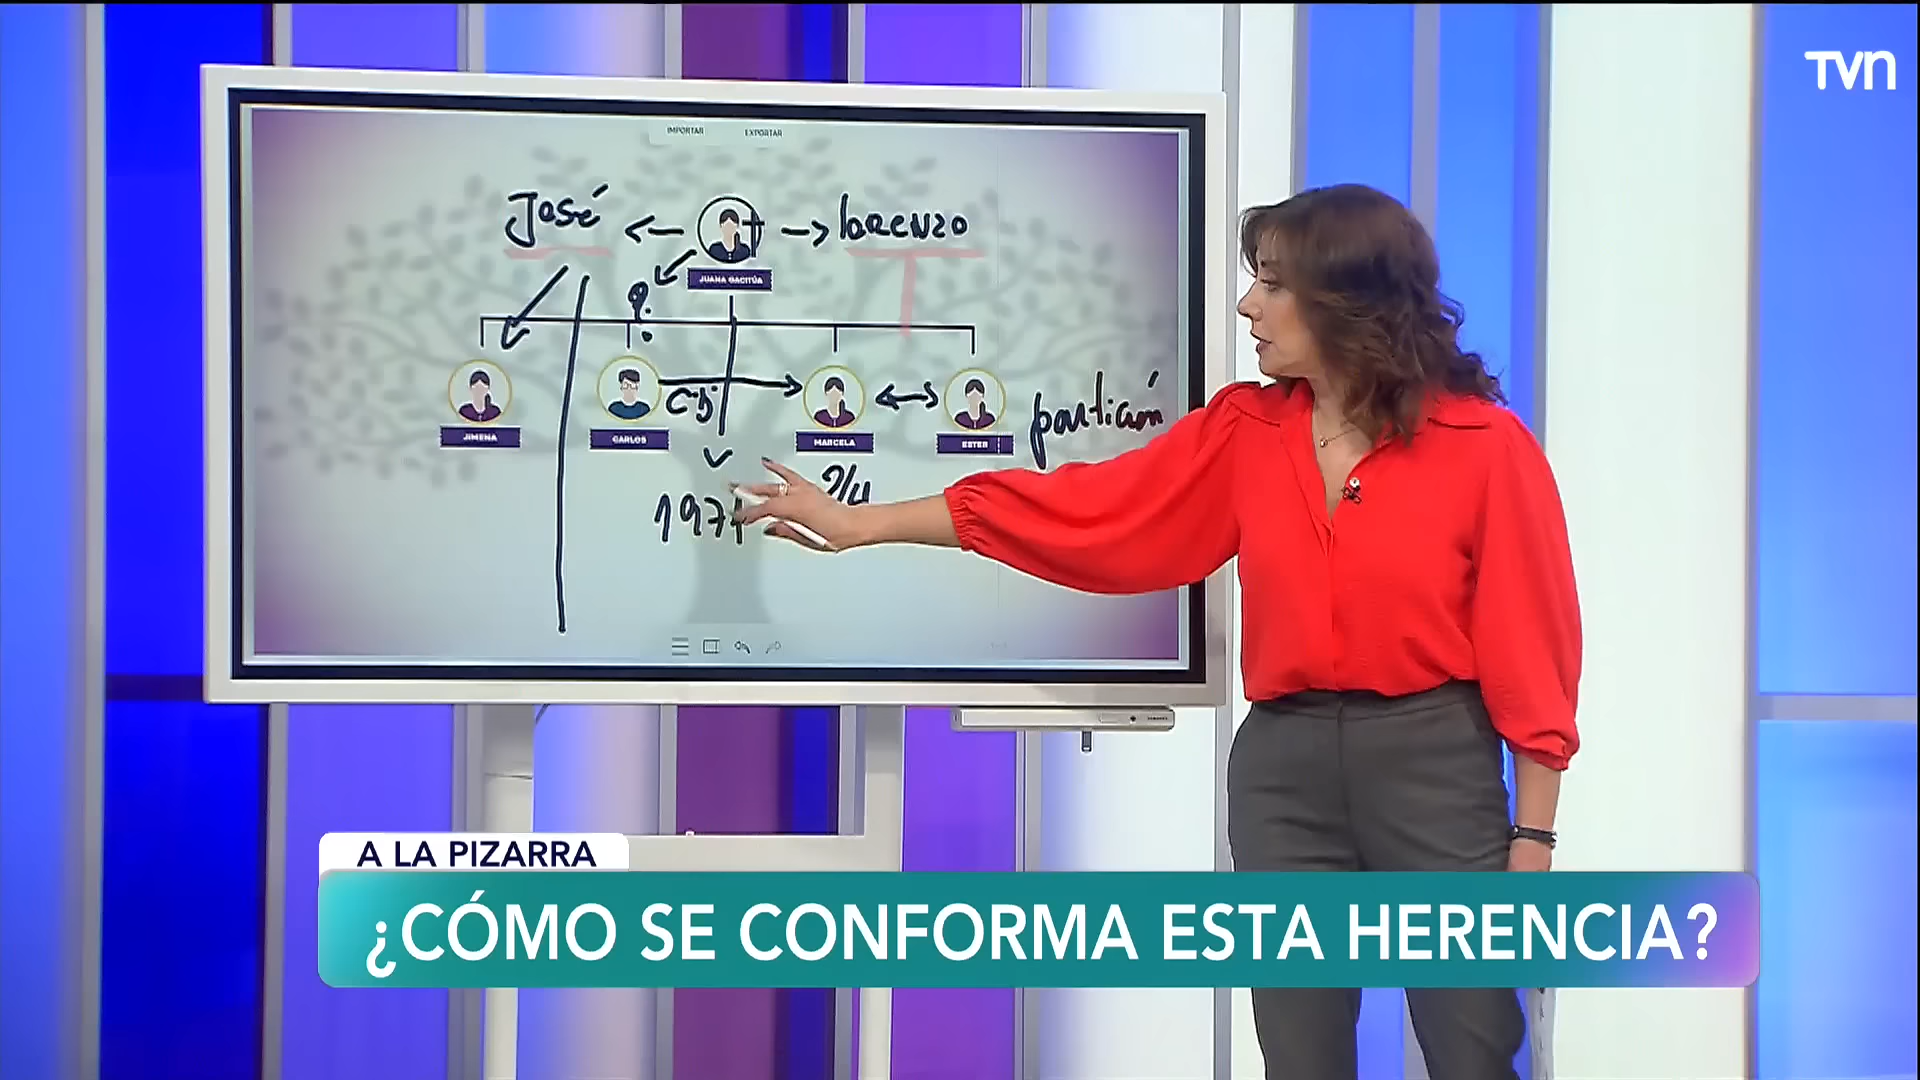 TVN
IMPORTAR EXPORTAR
José ← → lorenzo
JUANA GACITÚA
JIMENA CARLOS MARCELA ESTER
CD
partición
2/4
A LA PIZARRA
¿CÓMO SE CONFORMA ESTA HERENCIA?